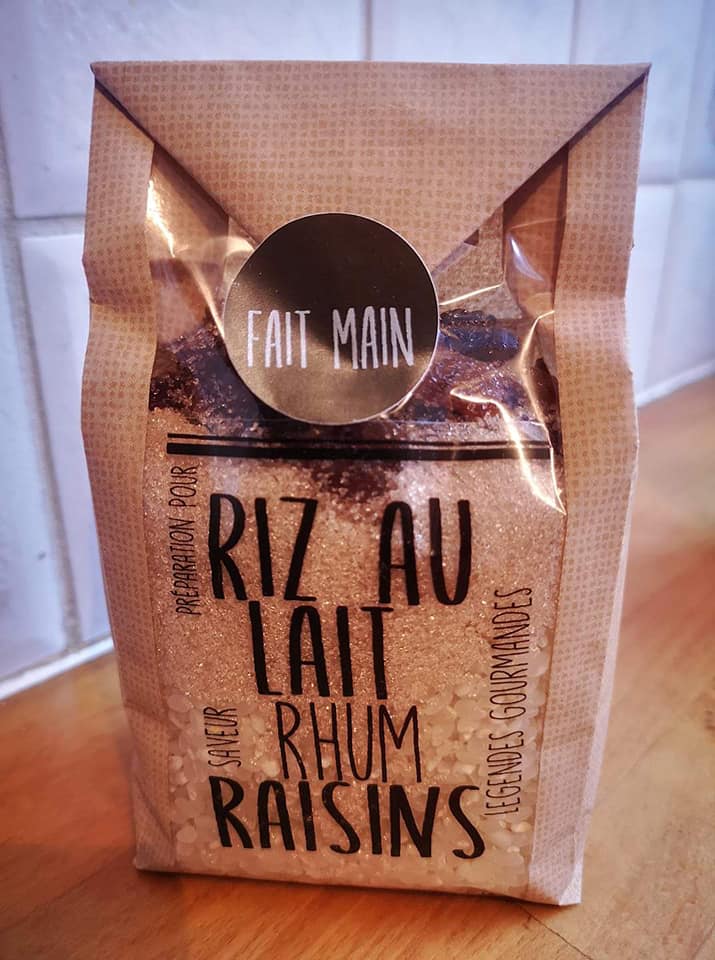 FAIT MAIN
PRÉPARATION POUR
RIZ AU
LAIT
SAVEUR
RHUM
RAISINS
LEGENDES GOURMANDES